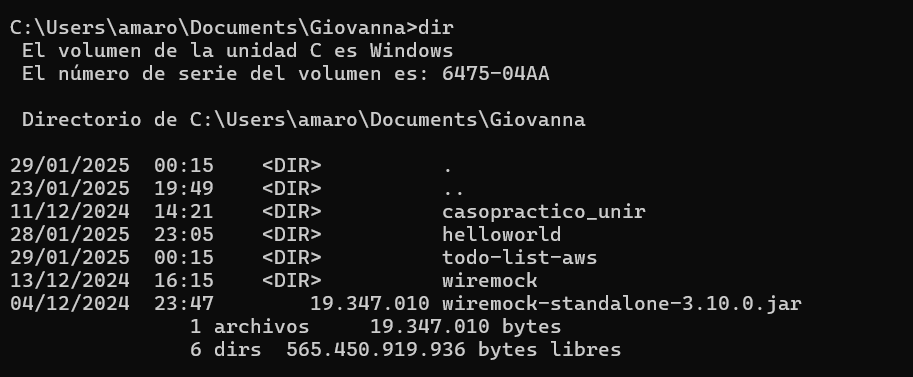 C:\Users\amaro\Documents\Giovanna>dir
 El volumen de la unidad C es Windows
 El número de serie del volumen es: 6475-04AA

 Directorio de C:\Users\amaro\Documents\Giovanna

29/01/2025  00:15    <DIR>          .
23/01/2025  19:49    <DIR>          ..
11/12/2024  14:21    <DIR>          casopractico_unir
28/01/2025  23:05    <DIR>          helloworld
29/01/2025  00:15    <DIR>          todo-list-aws
13/12/2024  16:15    <DIR>          wiremock
04/12/2024  23:47        19.347.010 wiremock-standalone-3.10.0.jar
               1 archivos     19.347.010 bytes
               6 dirs  565.450.919.936 bytes libres